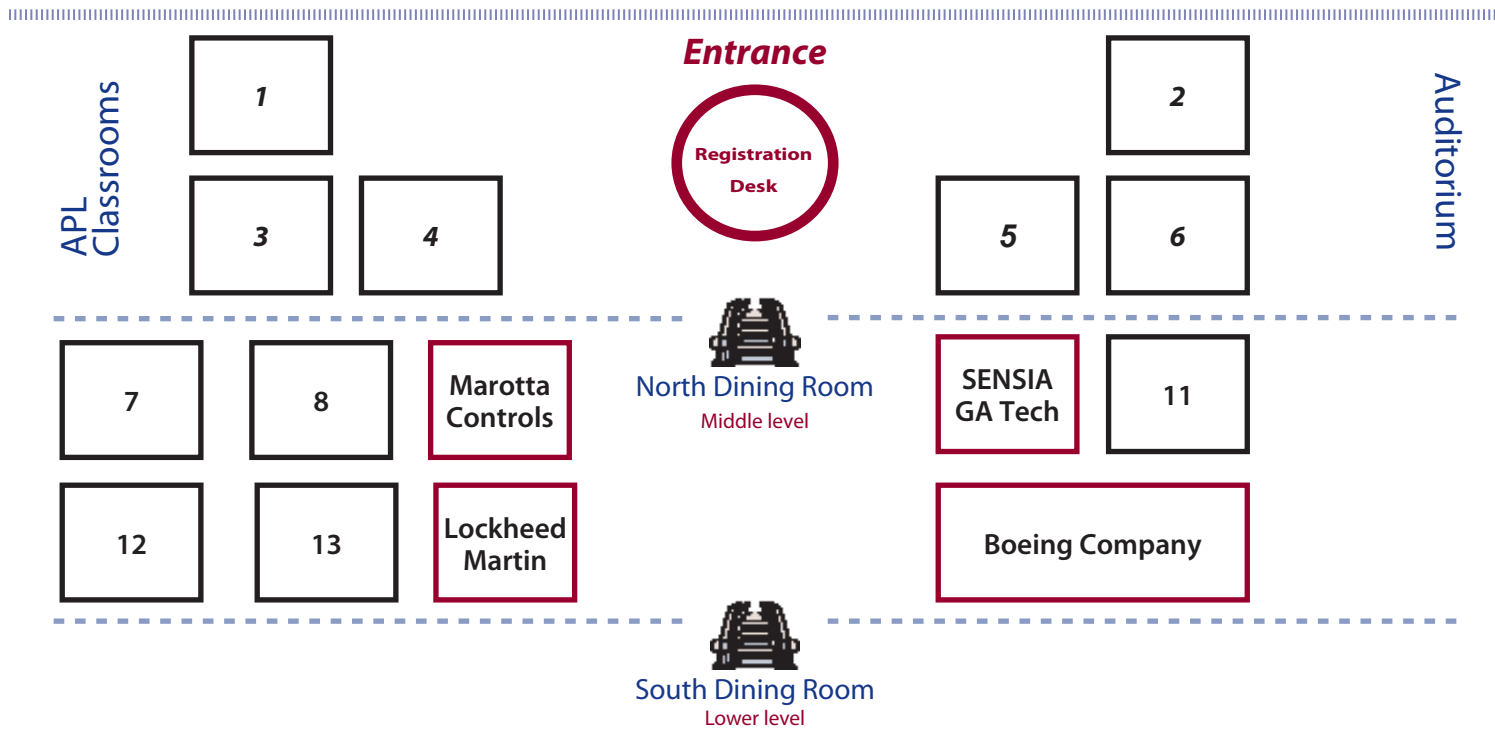 Entrance
1
2
APL
Classrooms
Auditorium
Registration
Desk
3
4
5
6
7
8
Marotta
Controls
North Dining Room
Middle level
SENSIA
GA Tech
11
12
13
Lockheed
Martin
Boeing Company
South Dining Room
Lower level